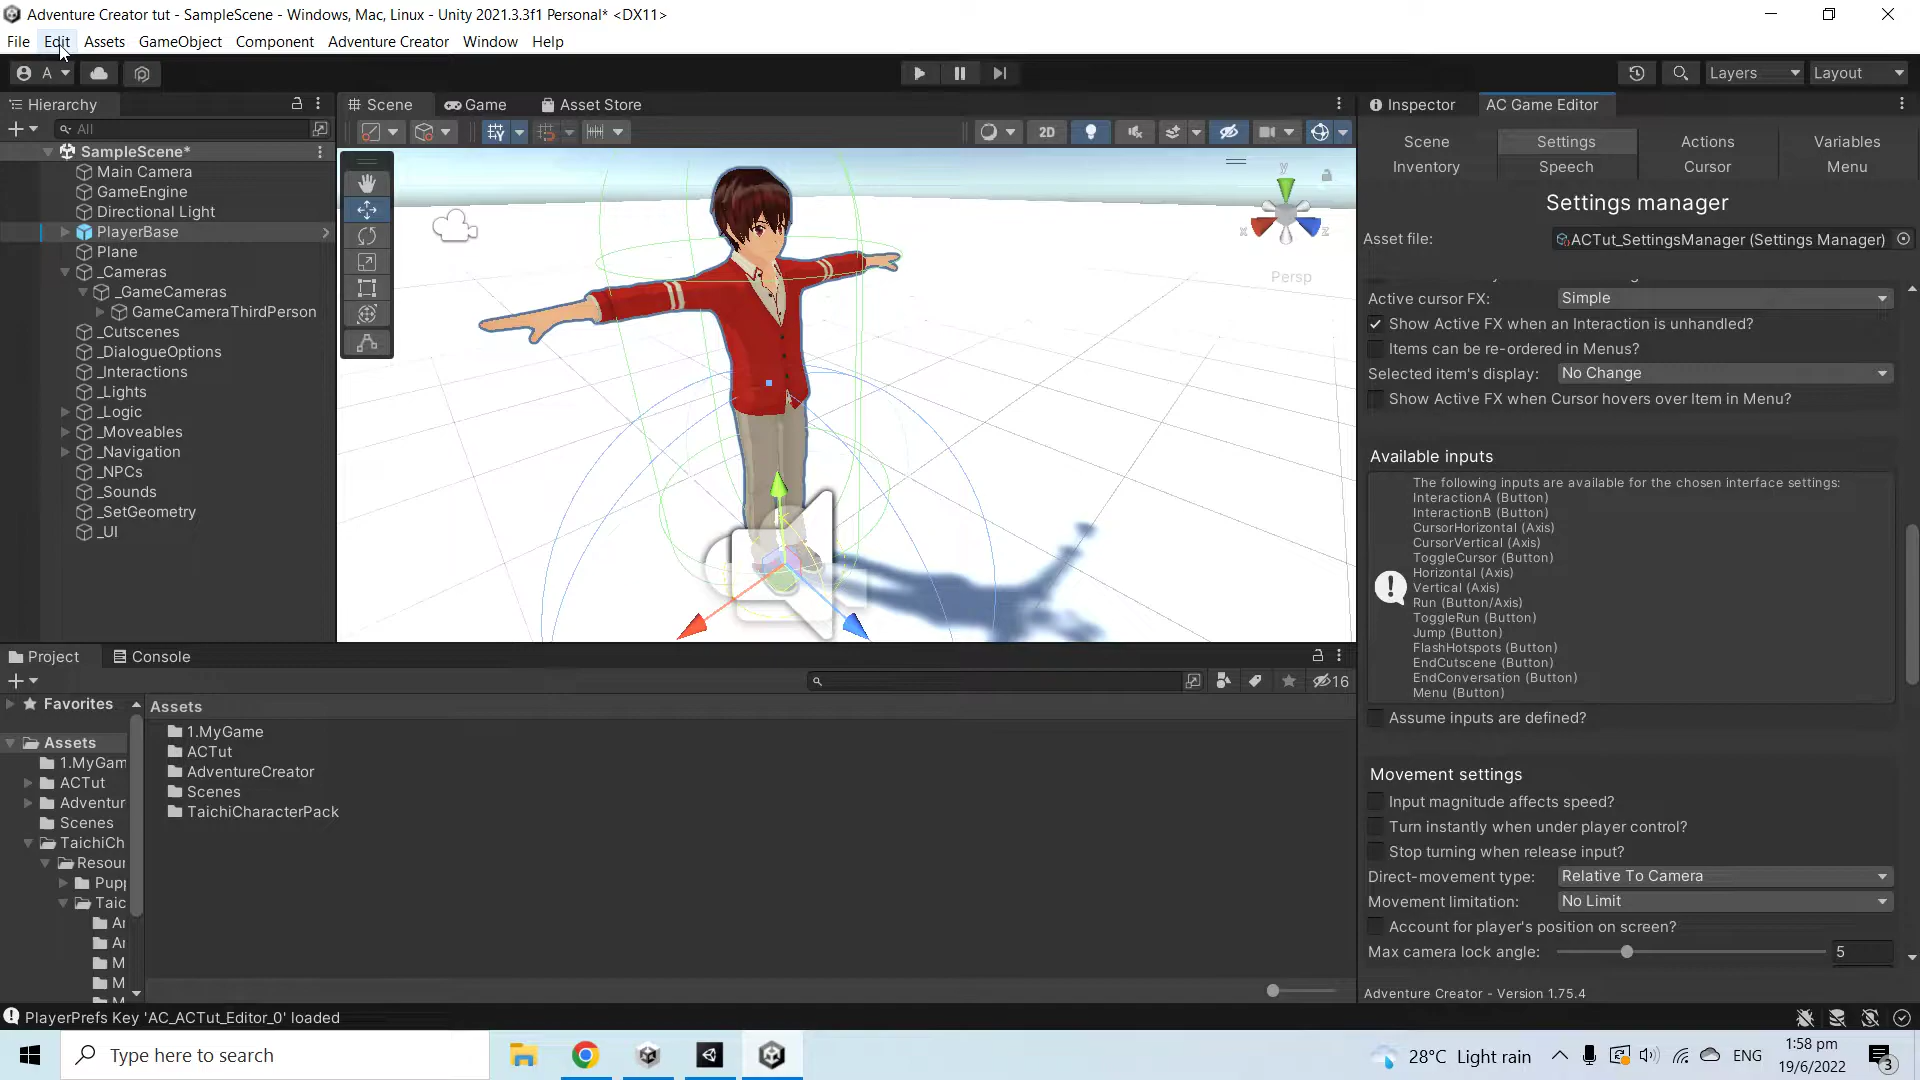 Adventure Creator tut - SampleScene - Windows, Mac, Linux - Unity 2021.3.3f1 Personal* <DX11>
File Edit Assets GameObject Component Adventure Creator Window Help
A Layers Layout
Hierarchy
All
SampleScene*
Main Camera
GameEngine
Directional Light
PlayerBase
Plane
_Cameras
_GameCameras
GameCameraThirdPerson
_Cutscenes
_DialogueOptions
_Interactions
_Lights
_Logic
_Moveables
_Navigation
_NPCs
_Sounds
_SetGeometry
_UI
Scene Game Asset Store
2D
y
x
z
Persp
Inspector AC Game Editor
Scene Settings Actions Variables
Inventory Speech Cursor Menu
Settings manager
Asset file: ACTut_SettingsManager (Settings Manager)
Active cursor FX: Simple
Show Active FX when an Interaction is unhandled?
Items can be re-ordered in Menus?
Selected item's display: No Change
Show Active FX when Cursor hovers over Item in Menu?
Available inputs
The following inputs are available for the chosen interface settings:
InteractionA (Button)
InteractionB (Button)
CursorHorizontal (Axis)
CursorVertical (Axis)
ToggleCursor (Button)
Horizontal (Axis)
Vertical (Axis)
Run (Button/Axis)
ToggleRun (Button)
Jump (Button)
FlashHotspots (Button)
EndCutscene (Button)
EndConversation (Button)
Menu (Button)
Assume inputs are defined?
Movement settings
Input magnitude affects speed?
Turn instantly when under player control?
Stop turning when release input?
Direct-movement type: Relative To Camera
Movement limitation: No Limit
Account for player's position on screen?
Max camera lock angle: 5
Adventure Creator - Version 1.75.4
Project Console
16
Favorites
Assets
1.MyGam
ACTut
Adventur
Scenes
TaichiCh
Resour
Pup
Taic
Assets
1.MyGame
ACTut
AdventureCreator
Scenes
TaichiCharacterPack
PlayerPrefs Key 'AC_ACTut_Editor_0' loaded
Type here to search
28°C Light rain
ENG
1:58 pm
19/6/2022
3